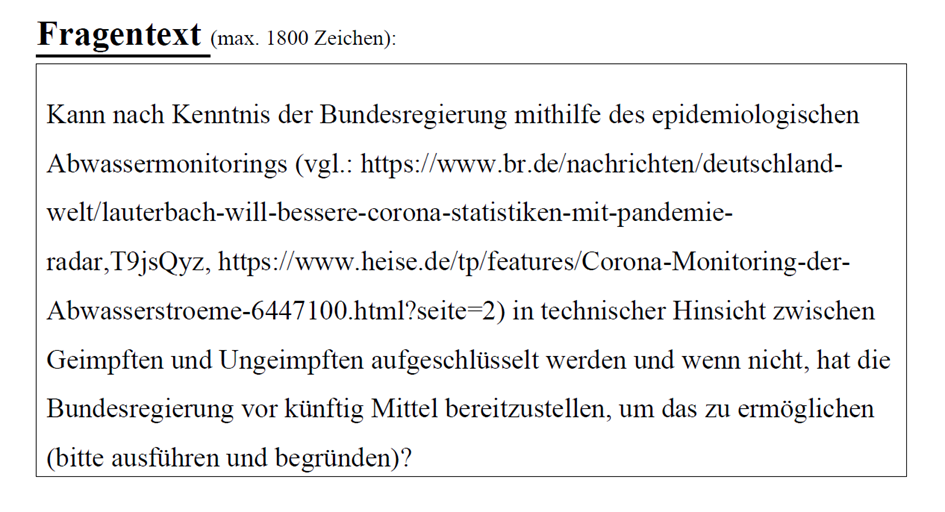 Fragentext (max. 1800 Zeichen):
Kann nach Kenntnis der Bundesregierung mithilfe des epidemiologischen
Abwassermonitorings (vgl.: https://www.br.de/nachrichten/deutschland-
welt/lauterbach-will-bessere-corona-statistiken-mit-pandemie-
radar,T9jsQyz, https://www.heise.de/tp/features/Corona-Monitoring-der-
Abwasserstroeme-6447100.html?seite=2) in technischer Hinsicht zwischen
Geimpften und Ungeimpften aufgeschlüsselt werden und wenn nicht, hat die
Bundesregierung vor künftig Mittel bereitzustellen, um das zu ermöglichen
(bitte ausführen und begründen)?